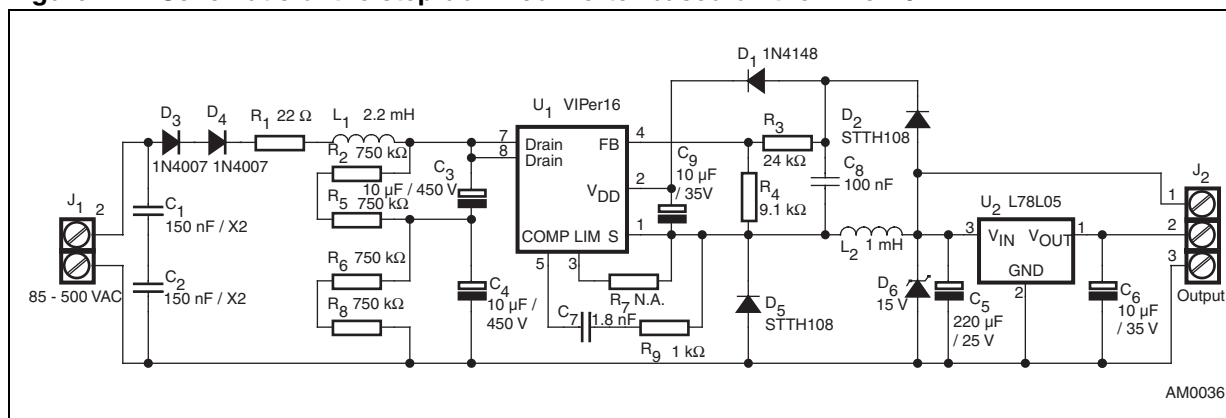 D1 1N4148
U1 VIPer16
D3
D4
R1 22 Ω
L1 2.2 mH
D2
STTH108
1N4007 1N4007
R2 750 kΩ
7
8
Drain
Drain
FB
4
R3
24 kΩ
C8
100 nF
C3
10 µF / 450 V
R5 750 kΩ
C9
10 µF
/ 35V
VDD
2
R4
9.1 kΩ
J1
2
1
C1
150 nF / X2
COMP LIM S
1
5
3
L2 1 mH
U2 L78L05
3
VIN
VOUT
1
GND
2
J2
1
2
3
Output
R6 750 kΩ
C2
150 nF / X2
85 - 500 VAC
R8 750 kΩ
C4
10 µF /
450 V
R7 N.A.
C7 1.8 nF
R9 1 kΩ
D5
STTH108
D6
15 V
C5
220 µF
/ 25 V
C6
10 µF /
35 V
AM0036